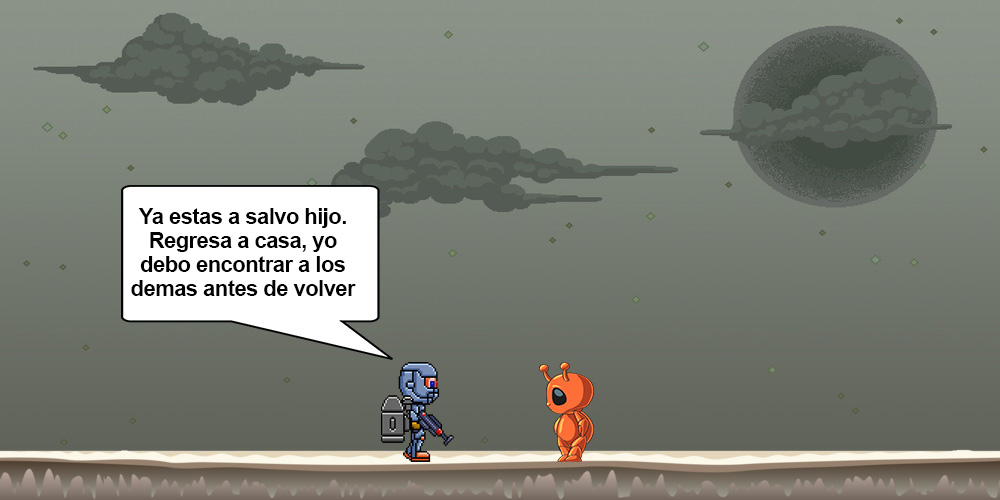 Ya estas a salvo hijo.
Regresa a casa, yo
debo encontrar a los
demas antes de volver